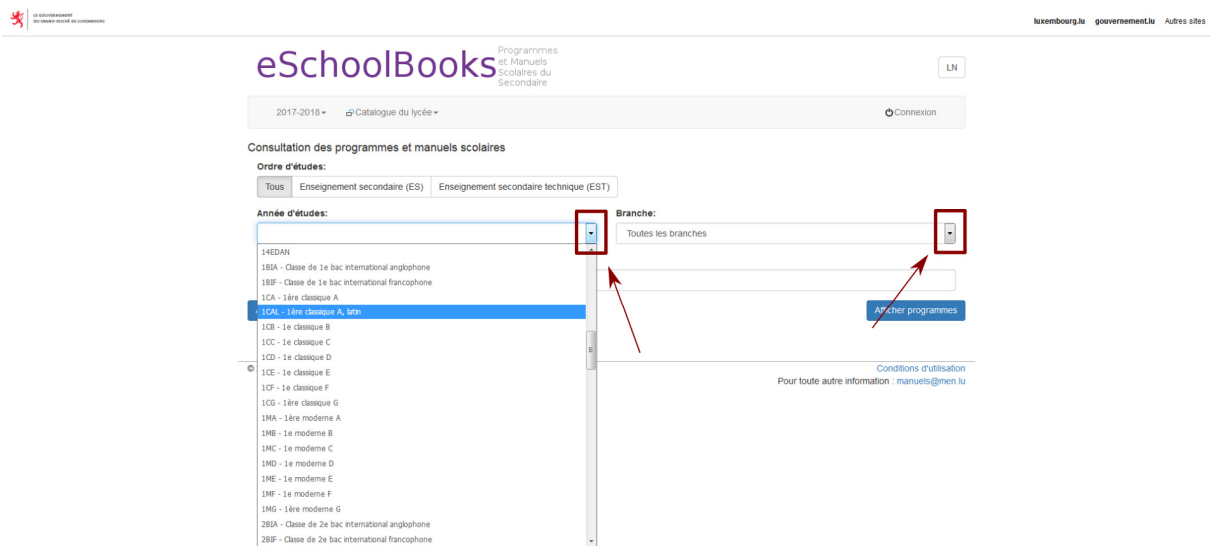 LE GOUVERNEMENT
DU GRAND-DUCHÉ DE LUXEMBOURG
luxembourg.lu gouvernement.lu Autres sites
eSchoolBooks
Programmes
et Manuels
Scolaires du
Secondaire
LN
2017-2018 Catalogue du lycée Connexion
Consultation des programmes et manuels scolaires
Ordre d'études:
Tous Enseignement secondaire (ES) Enseignement secondaire technique (EST)
Année d'études: Branche:
Toutes les branches
14EDAN
1BIA - Classe de 1e bac international anglophone
1BIF - Classe de 1e bac international francophone
1CA - 1ère classique A
1CAL - 1ère classique A, latin
Afficher programmes
1CB - 1e classique B
1CC - 1e classique C
1CD - 1e classique D
1CE - 1e classique E
© Conditions d'utilisation
1CF - 1e classique F
Pour toute autre information : manuels@men.lu
1CG - 1ère classique G
1MA - 1ère moderne A
1MB - 1e moderne B
1MC - 1e moderne C
1MD - 1e moderne D
1ME - 1e moderne E
1MF - 1e moderne F
1MG - 1ère moderne G
2BIA - Classe de 2e bac international anglophone
2BIF - Classe de 2e bac international francophone